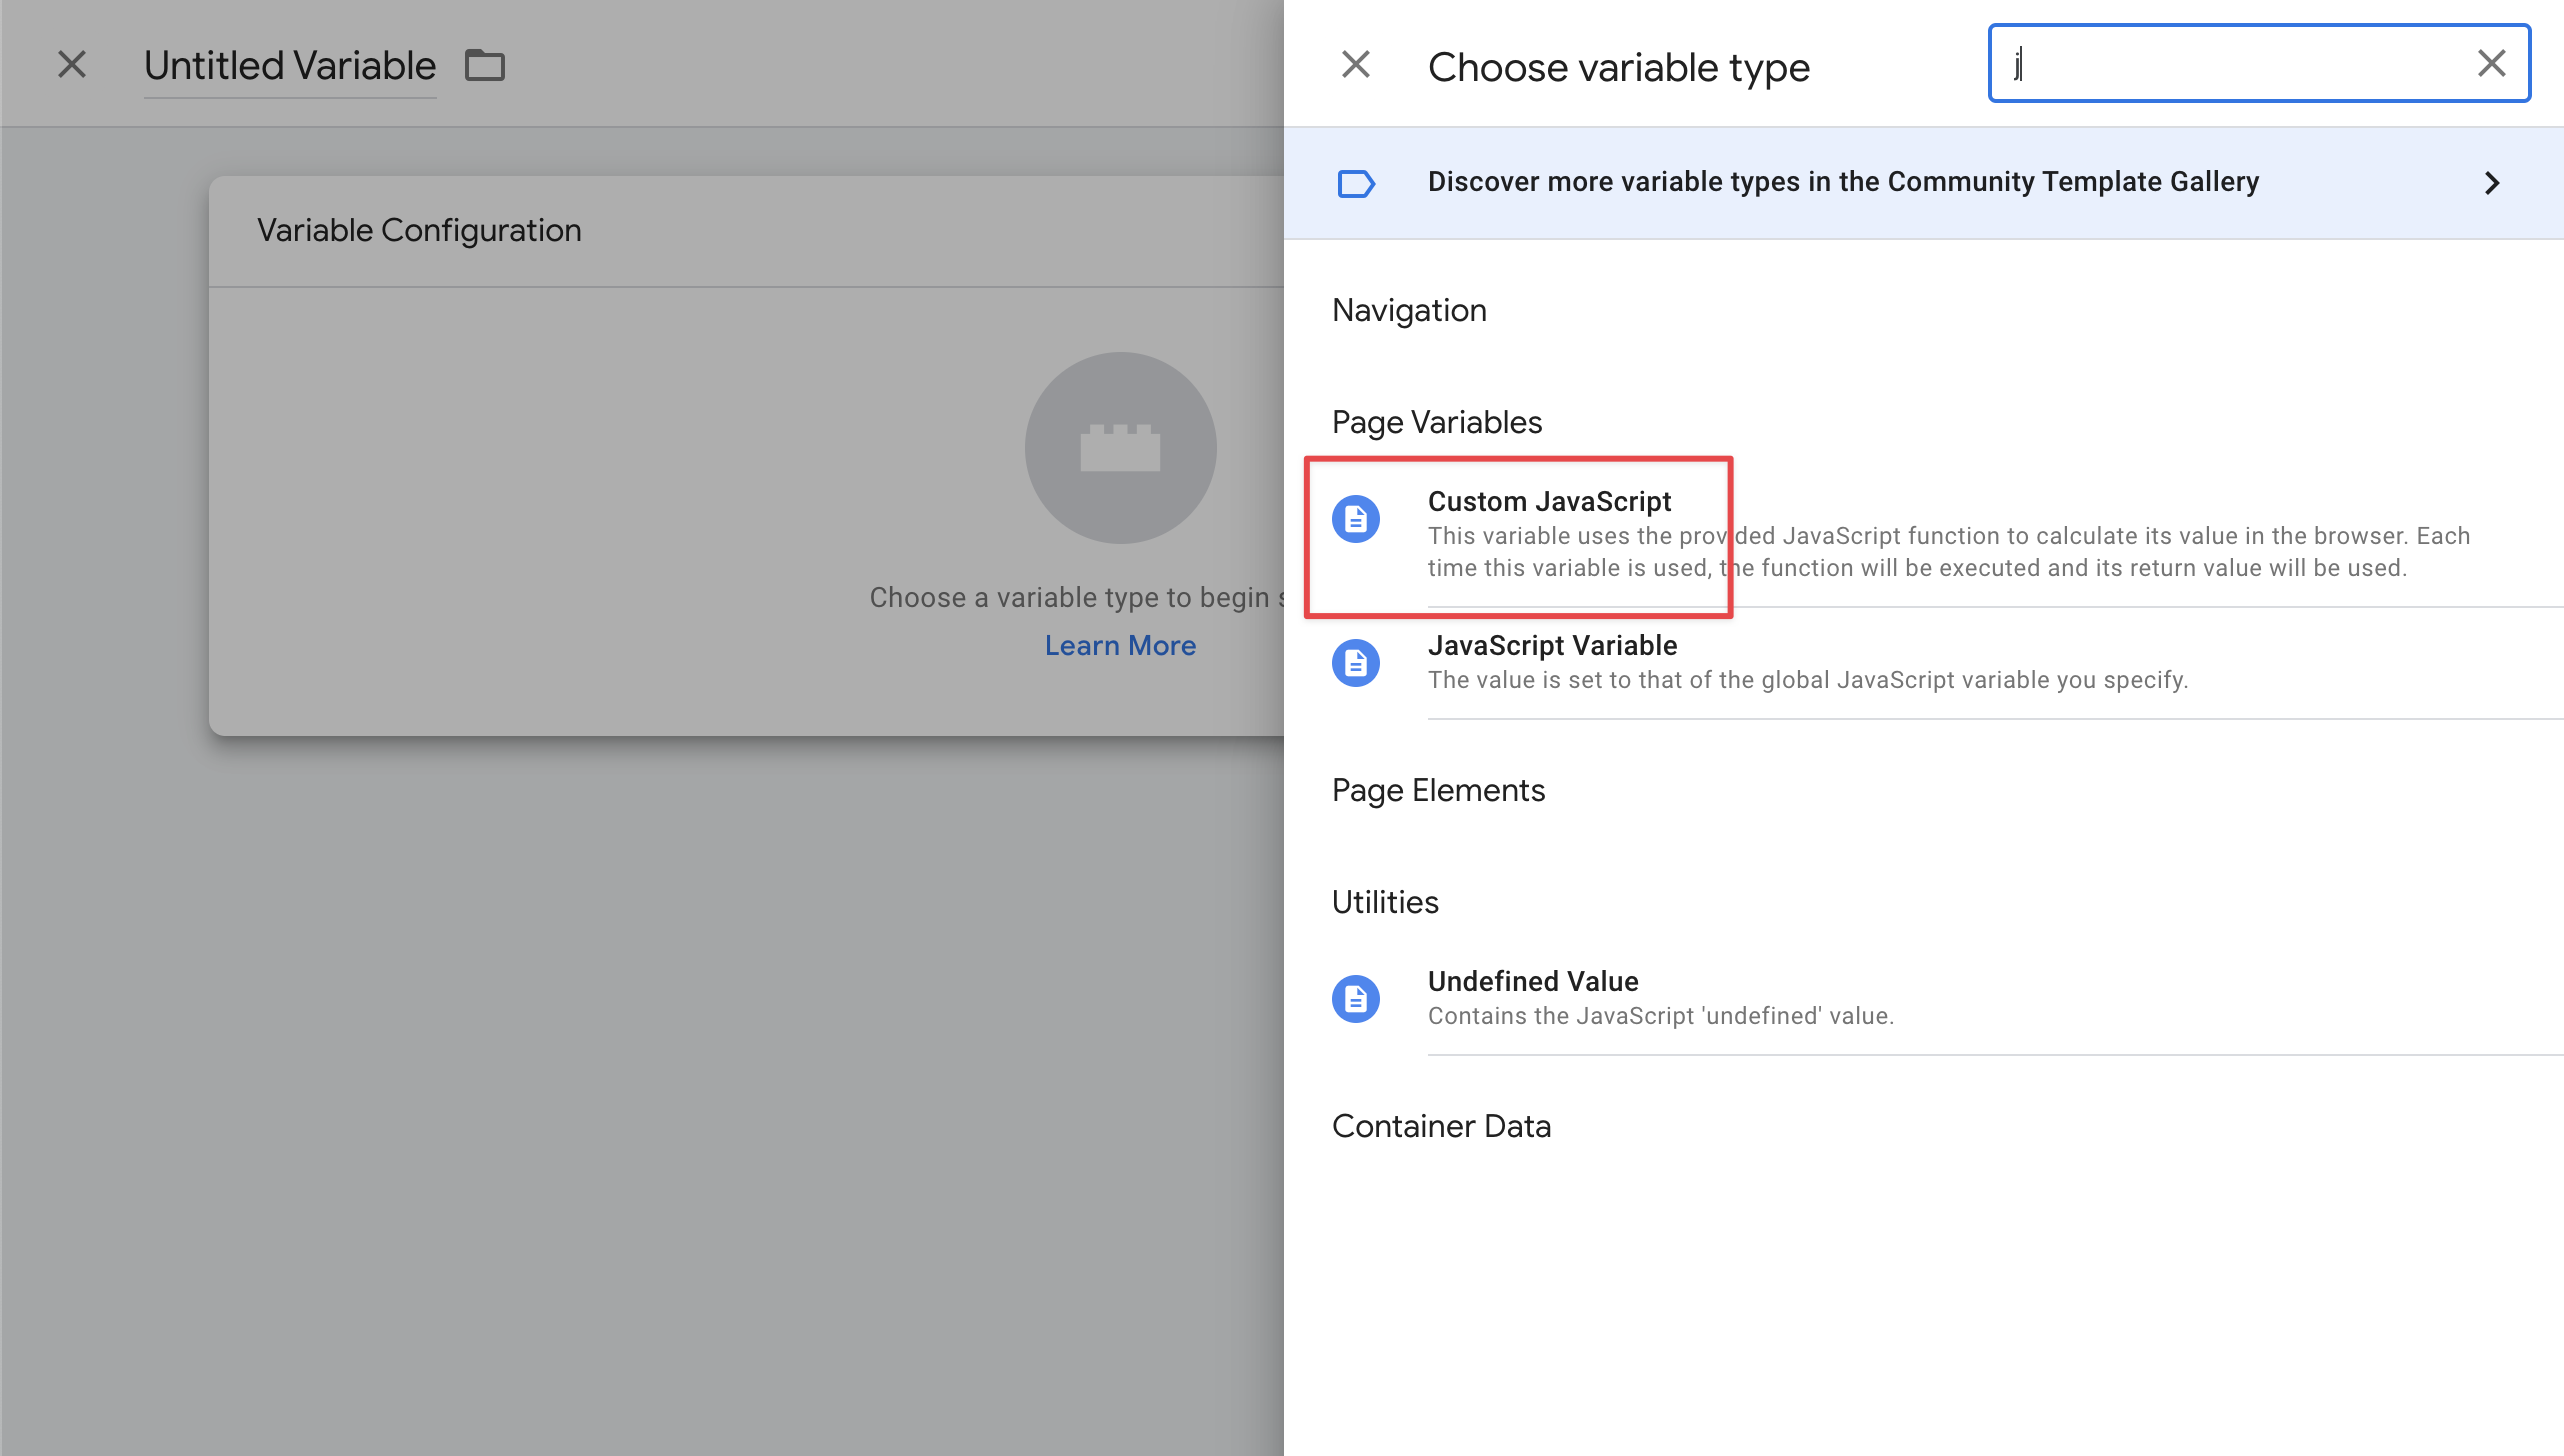 Untitled Variable
Variable Configuration
Choose a variable type to begin
Learn More
Choose variable type
j
Discover more variable types in the Community Template Gallery
Navigation
Page Variables
Custom JavaScript
This variable uses the provided JavaScript function to calculate its value in the browser. Each
time this variable is used, the function will be executed and its return value will be used.
JavaScript Variable
The value is set to that of the global JavaScript variable you specify.
Page Elements
Utilities
Undefined Value
Contains the JavaScript 'undefined' value.
Container Data